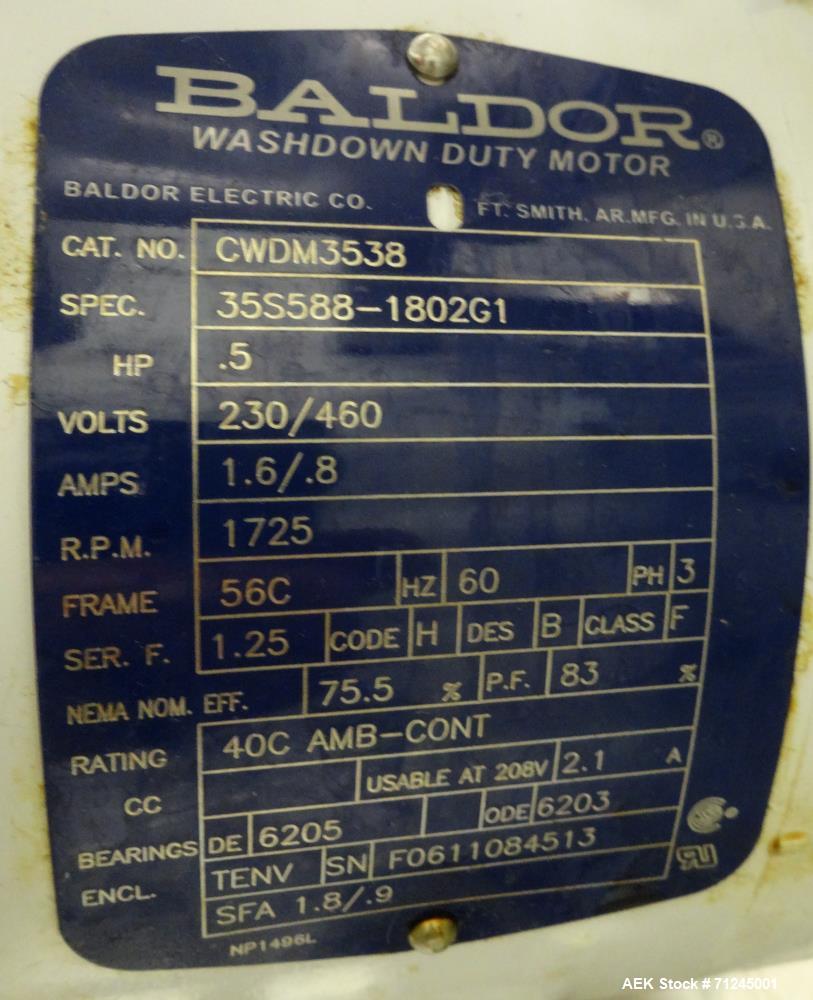 BALDOR®
WASHDOWN DUTY MOTOR
BALDOR ELECTRIC CO. FT. SMITH, AR. MFG. IN U.S.A.
CAT. NO. CWDM3538
SPEC. 35S588-1802G1
HP .5
VOLTS 230/460
AMPS 1.6/.8
R.P.M. 1725
FRAME 56C HZ 60 PH 3
SER. F. 1.25 CODE H DES B CLASS F
NEMA NOM. EFF. 75.5 % P.F. 83 %
RATING 40C AMB-CONT
CC USABLE AT 208V 2.1 A
BEARINGS DE 6205 ODE 6203
ENCL. TENV SN F0611084513
SFA 1.8/.9
NP1496L
AEK Stock # 71245001